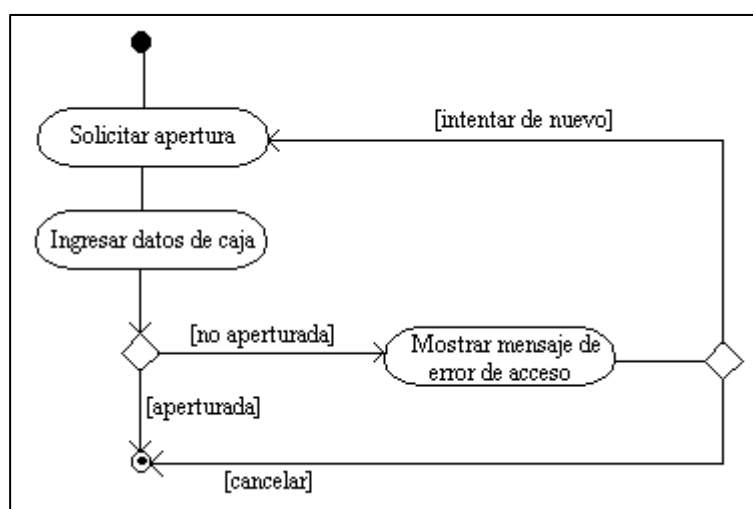 Solicitar apertura
[intentar de nuevo]
Ingresar datos de caja
[no aperturada]
Mostrar mensaje de
error de acceso
[aperturada]
[cancelar]